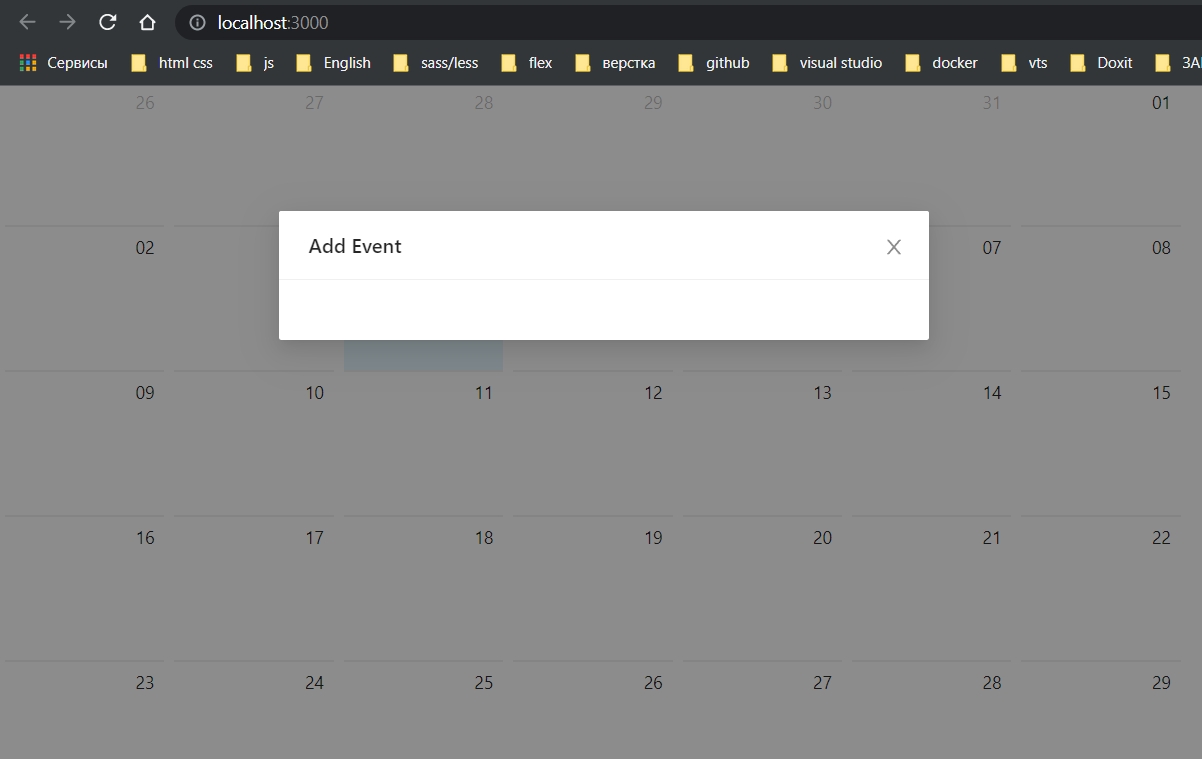 localhost:3000
Сервисы html css js English sass/less flex верстка github visual studio docker vts Doxit
26 27 28 29 30 31 01
Add Event
02 07 08
09 10 11 12 13 14 15
16 17 18 19 20 21 22
23 24 25 26 27 28 29